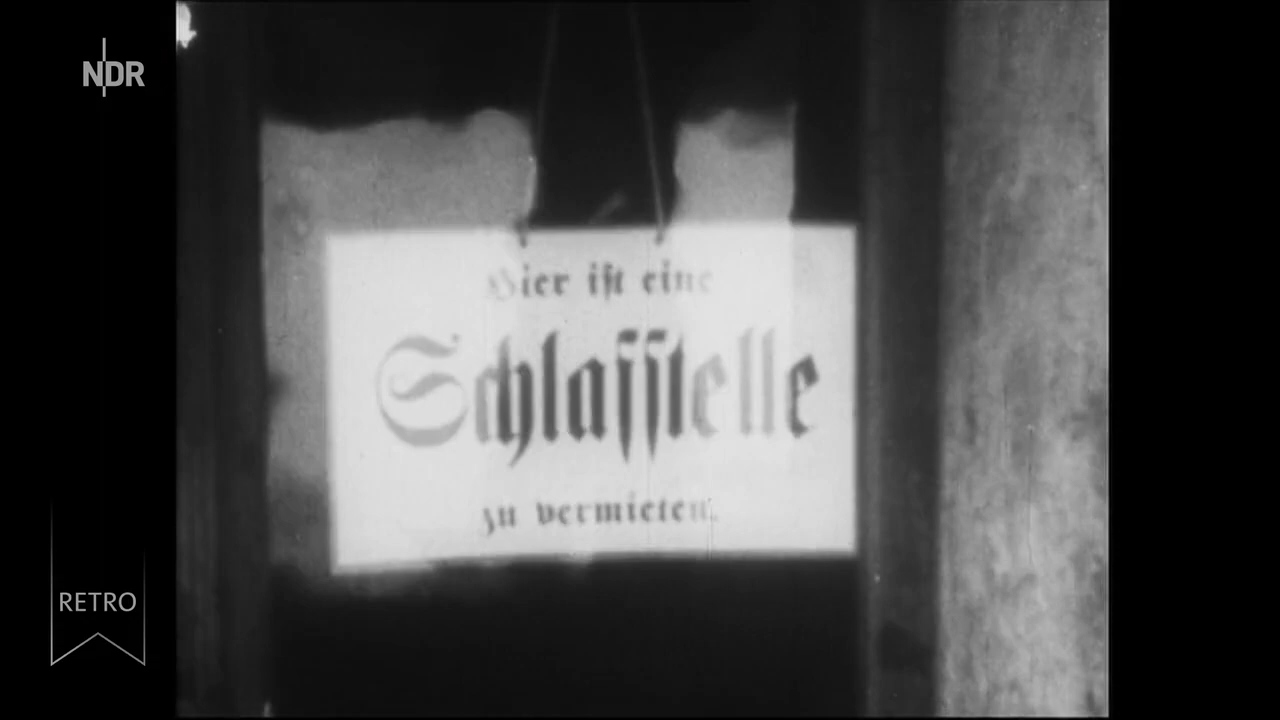 NDR
Hier ist eine
Schlafstelle
zu vermieten.
RETRO